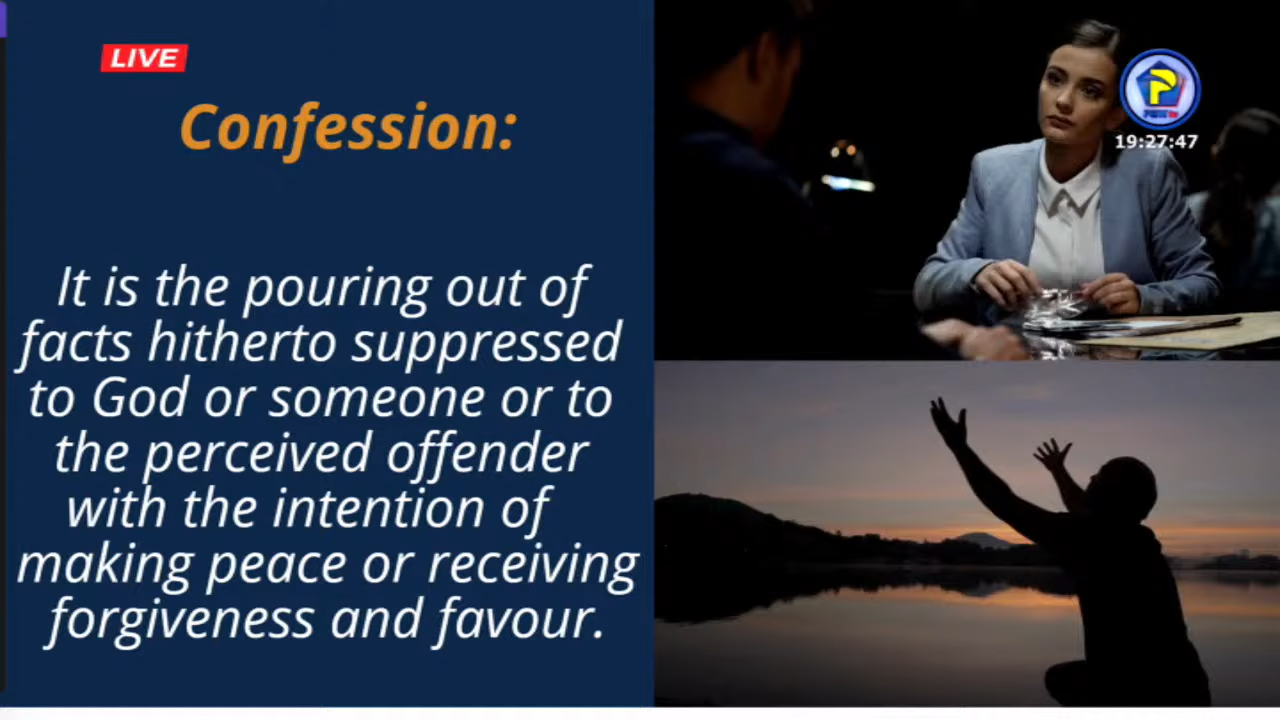 LIVE
Confession:
It is the pouring out of
facts hitherto suppressed
to God or someone or to
the perceived offender
with the intention of
making peace or receiving
forgiveness and favour.
P
19:27:47